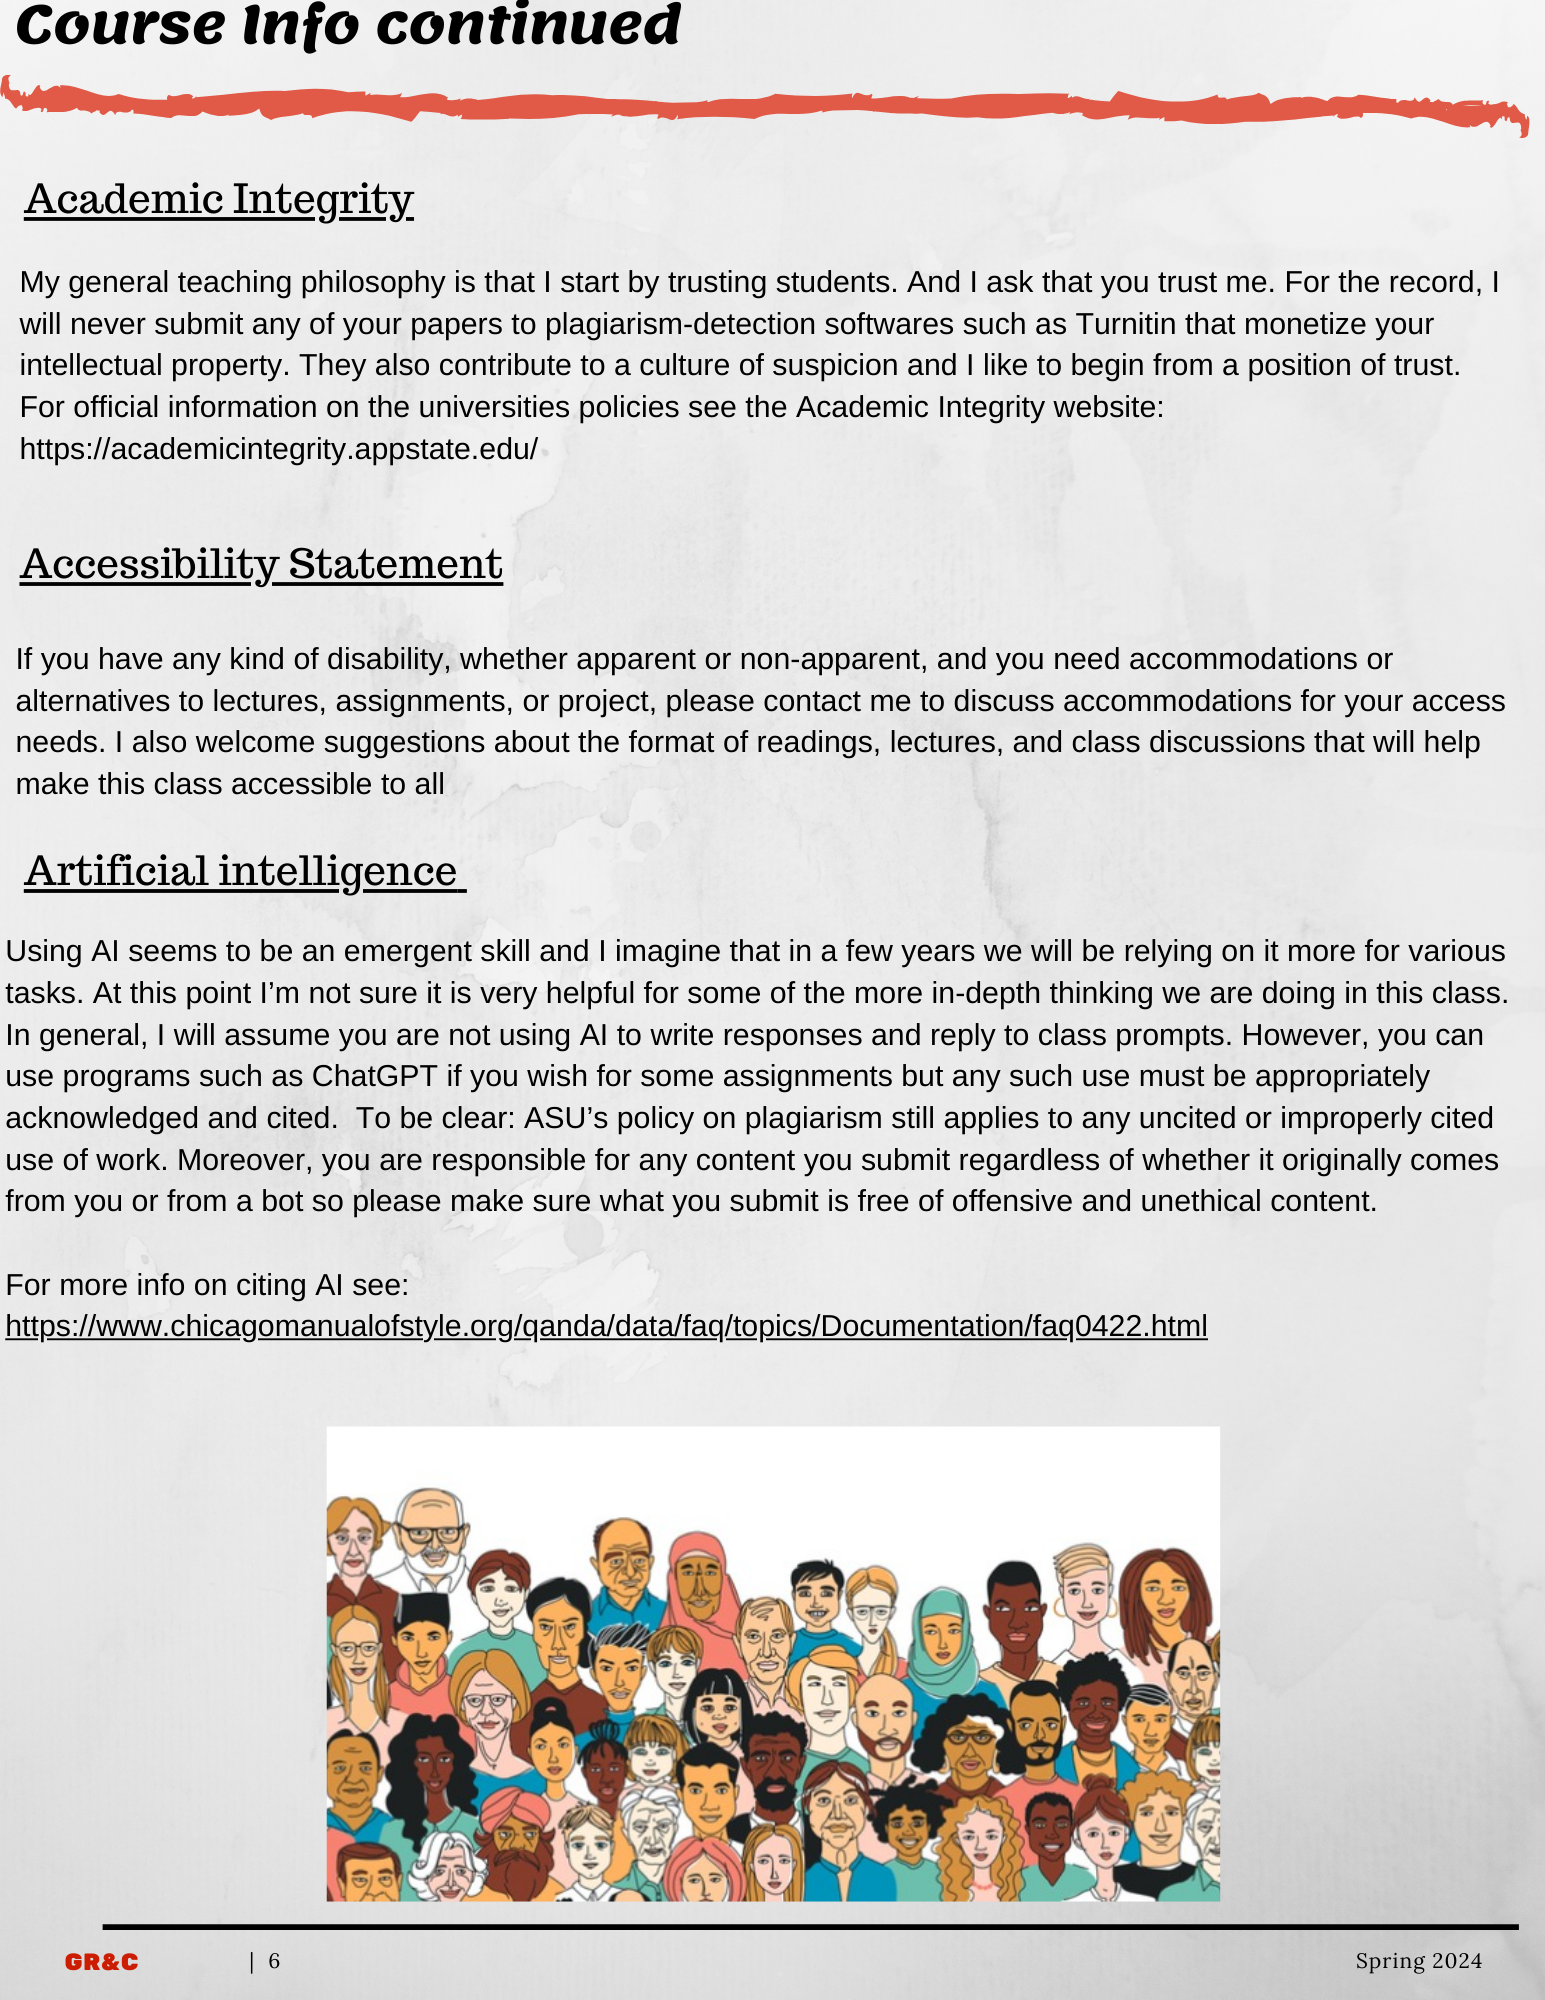 Course Info continued
Academic Integrity
My general teaching philosophy is that I start by trusting students. And I ask that you trust me. For the record, I
will never submit any of your papers to plagiarism-detection softwares such as Turnitin that monetize your
intellectual property. They also contribute to a culture of suspicion and I like to begin from a position of trust.
For official information on the universities policies see the Academic Integrity website:
https://academicintegrity.appstate.edu/
Accessibility Statement
If you have any kind of disability, whether apparent or non-apparent, and you need accommodations or
alternatives to lectures, assignments, or project, please contact me to discuss accommodations for your access
needs. I also welcome suggestions about the format of readings, lectures, and class discussions that will help
make this class accessible to all
Artificial intelligence
Using AI seems to be an emergent skill and I imagine that in a few years we will be relying on it more for various
tasks. At this point I’m not sure it is very helpful for some of the more in-depth thinking we are doing in this class.
In general, I will assume you are not using AI to write responses and reply to class prompts. However, you can
use programs such as ChatGPT if you wish for some assignments but any such use must be appropriately
acknowledged and cited.  To be clear: ASU’s policy on plagiarism still applies to any uncited or improperly cited
use of work. Moreover, you are responsible for any content you submit regardless of whether it originally comes
from you or from a bot so please make sure what you submit is free of offensive and unethical content.
For more info on citing AI see:
https://www.chicagomanualofstyle.org/qanda/data/faq/topics/Documentation/faq0422.html
GR&C | 6 Spring 2024